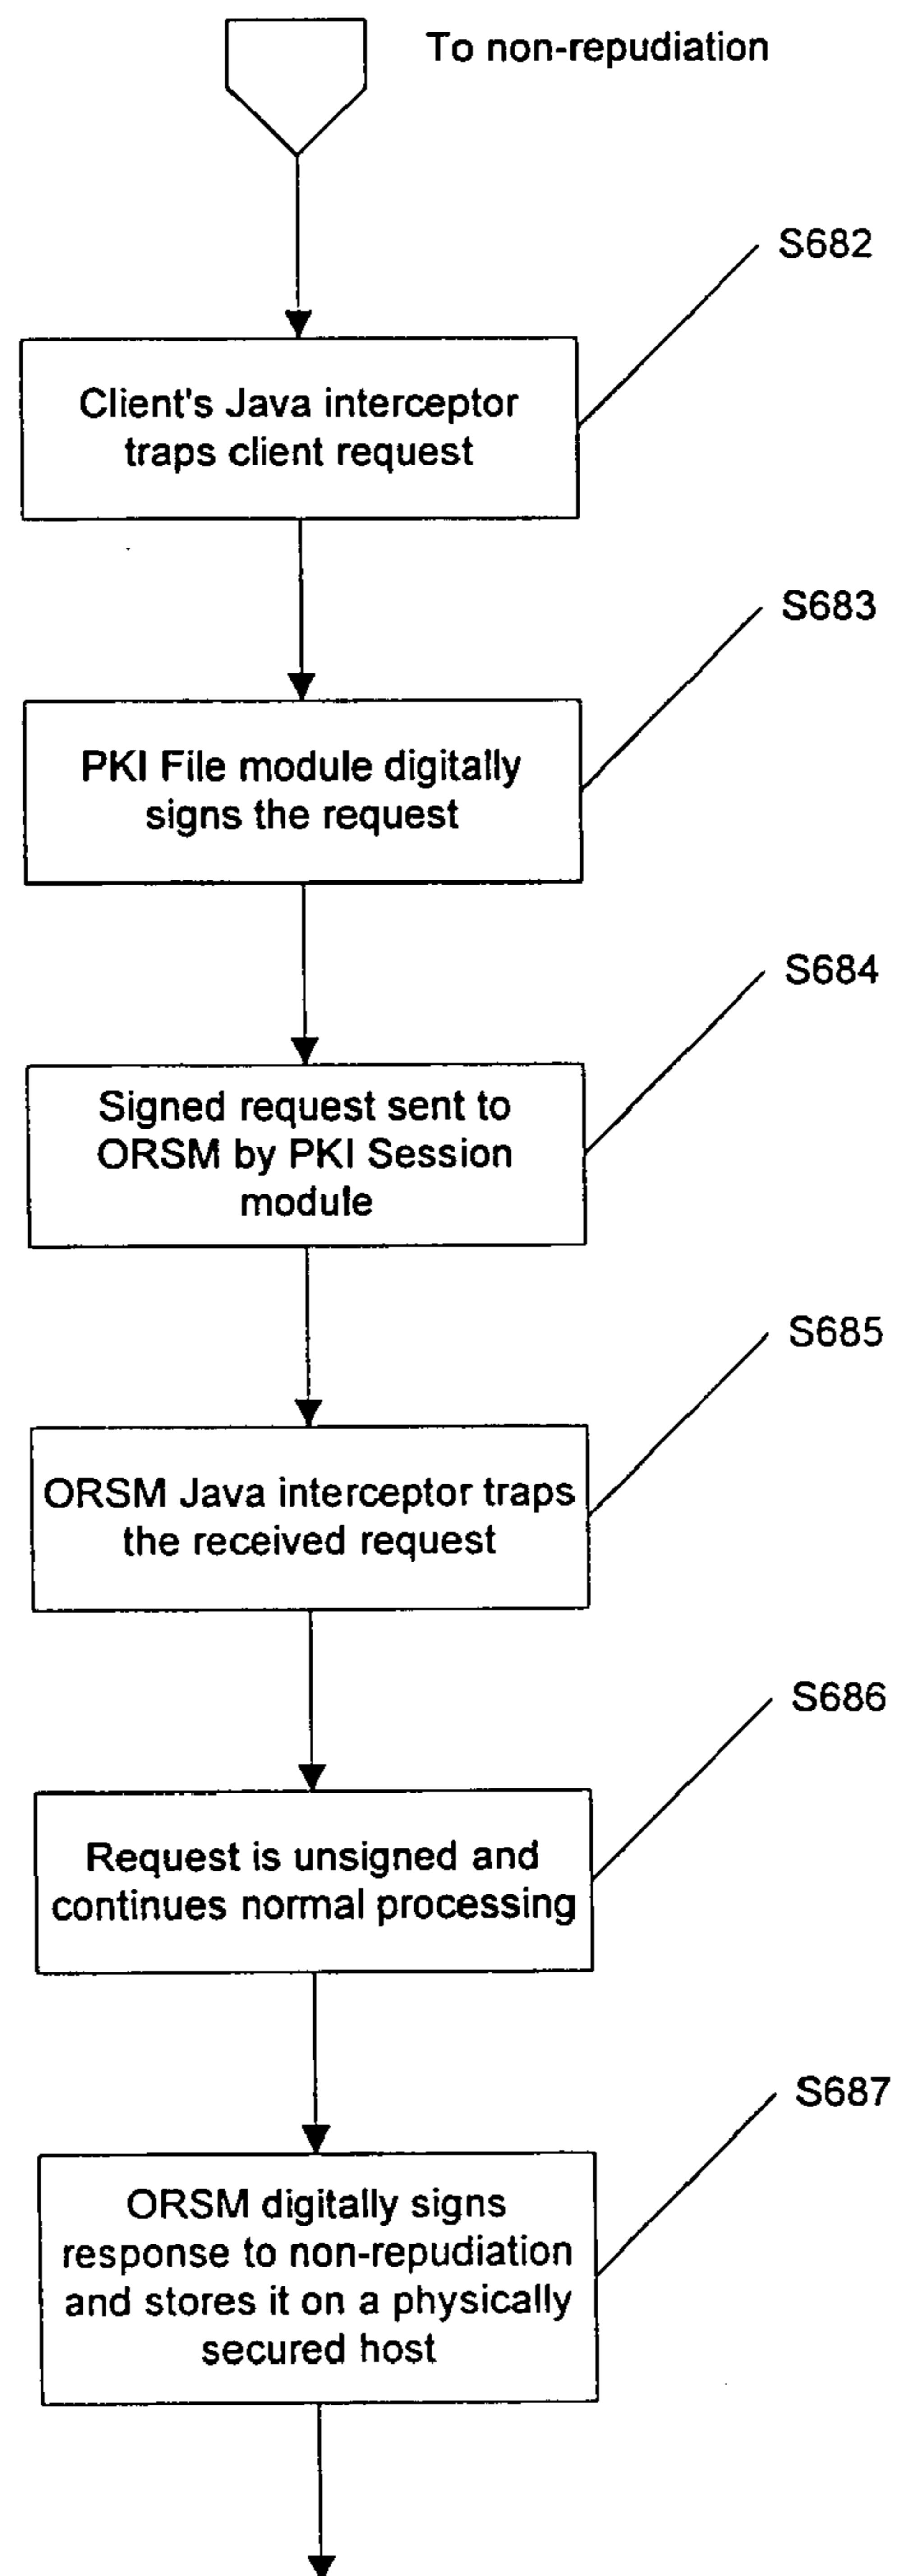 To non-repudiation
S682
Client's Java interceptor
traps client request
S683
PKI File module digitally
signs the request
S684
Signed request sent to
ORSM by PKI Session
module
S685
ORSM Java interceptor traps
the received request
S686
Request is unsigned and
continues normal processing
S687
ORSM digitally signs
response to non-repudiation
and stores it on a physically
secured host